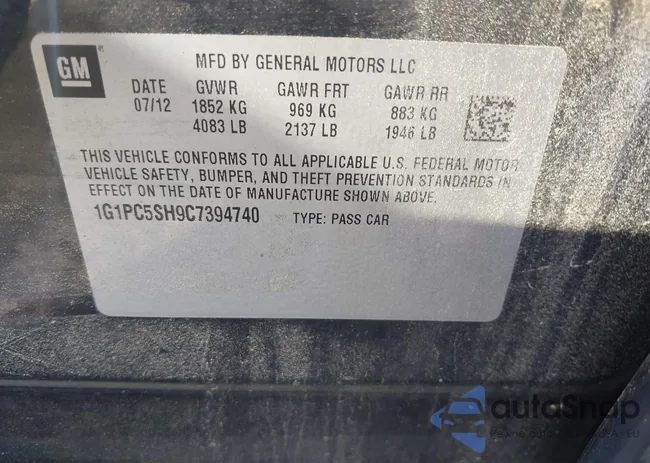 GM
MFD BY GENERAL MOTORS LLC
DATE GVWR GAWR FRT GAWR RR
07/12 1852 KG 969 KG 883 KG
4083 LB 2137 LB 1946 LB
THIS VEHICLE CONFORMS TO ALL APPLICABLE U.S. FEDERAL MOTOR
VEHICLE SAFETY, BUMPER, AND THEFT PREVENTION STANDARDS IN
EFFECT ON THE DATE OF MANUFACTURE SHOWN ABOVE.
1G1PC5SH9C7394740 TYPE: PASS CAR
autoSnap